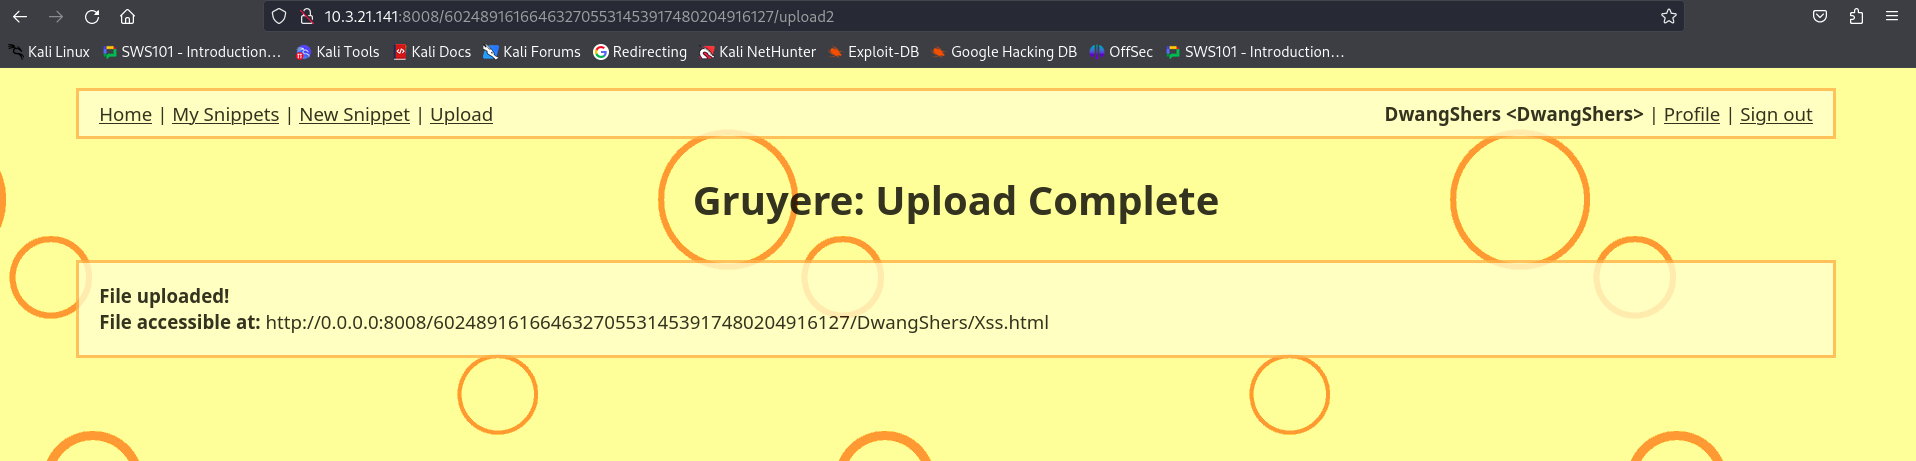 10.3.21.141:8008/602489161664632705531453917480204916127/upload2
Kali Linux SWS101 - Introduction… Kali Tools Kali Docs Kali Forums Redirecting Kali NetHunter Exploit-DB Google Hacking DB OffSec SWS101 - Introduction…
Home | My Snippets | New Snippet | Upload DwangShers <DwangShers> | Profile | Sign out
Gruyere: Upload Complete
File uploaded!
File accessible at: http://0.0.0.0:8008/602489161664632705531453917480204916127/DwangShers/Xss.html